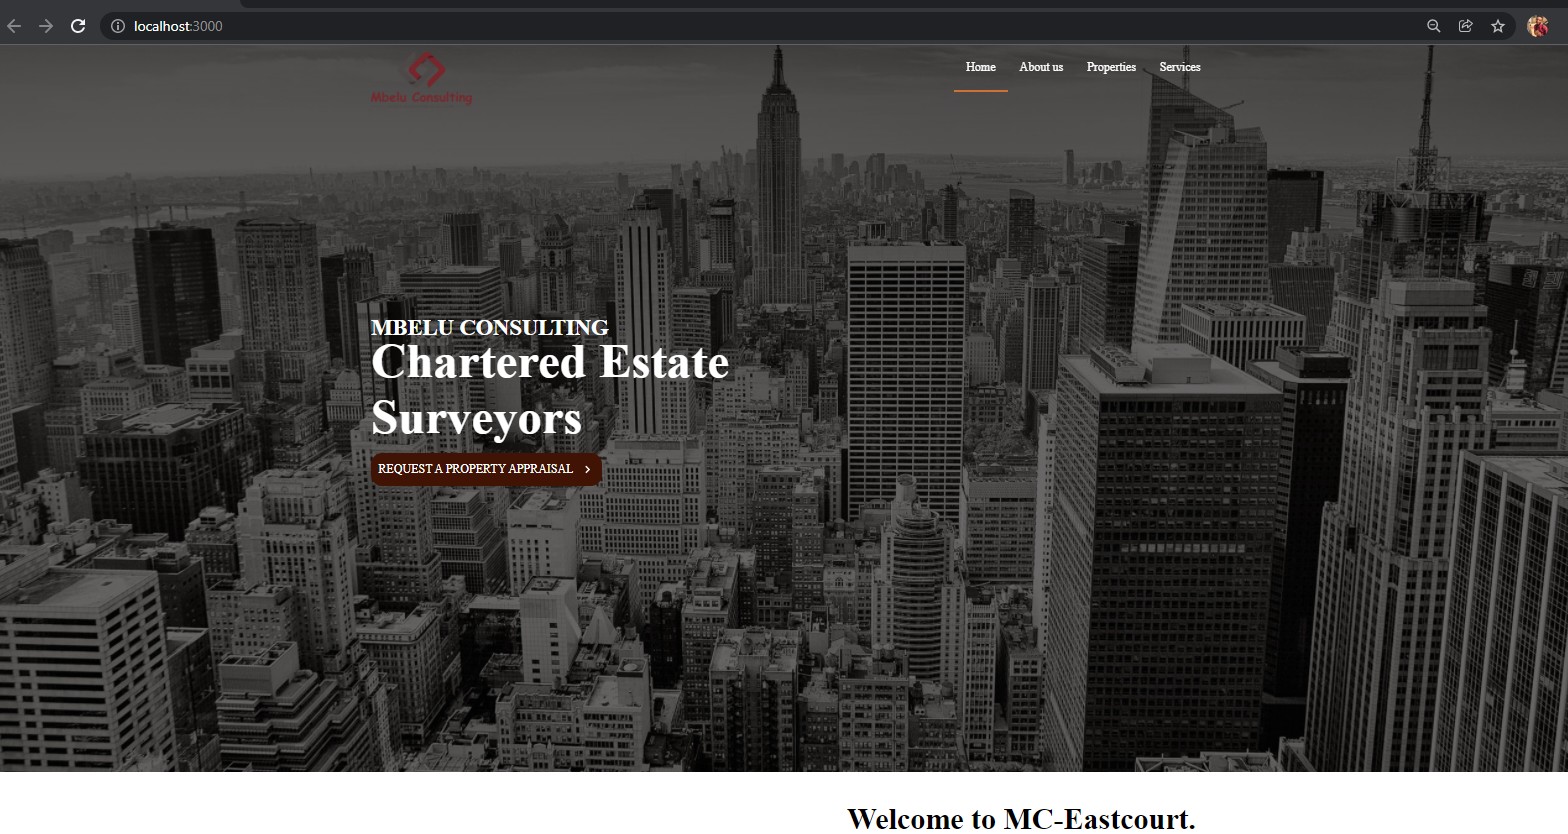 localhost:3000
Mbelu Consulting
Home About us Properties Services
MBELU CONSULTING
Chartered Estate
Surveyors
REQUEST A PROPERTY APPRAISAL
Welcome to MC-Eastcourt.